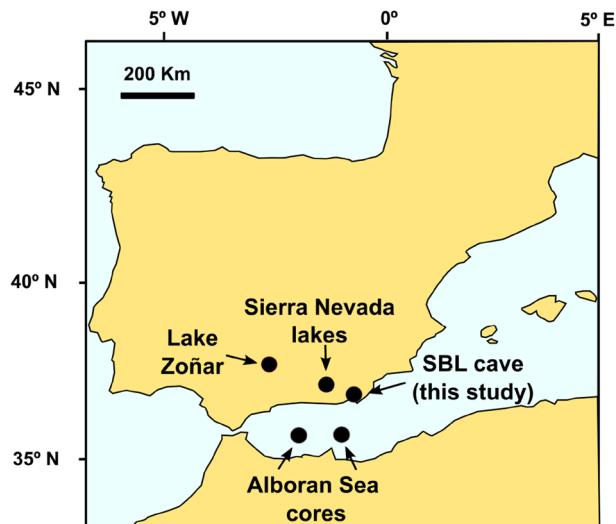 5º W
0º
5º E
200 Km
45º N
40º N
Sierra Nevada
lakes
Lake
Zoñar
SBL cave
(this study)
35º N
Alboran Sea
cores